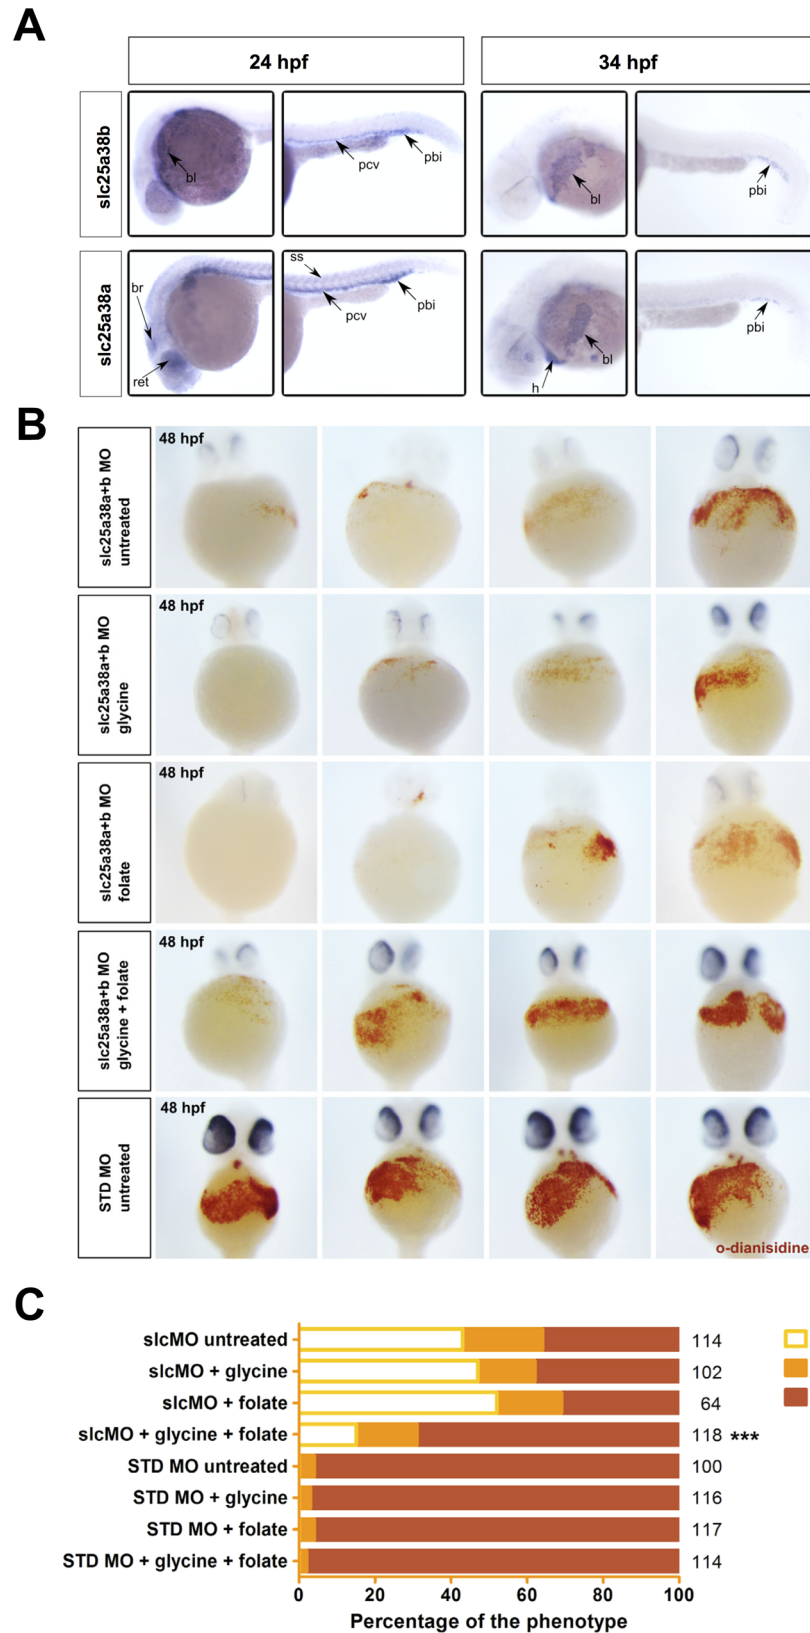 A
24 hpf
34 hpf
slc25a38b
bl
pcv
pbi
bl
pbi
slc25a38a
br
ret
ss
pcv
pbi
h
bl
pbi
B
slc25a38a+b MO
untreated
48 hpf
slc25a38a+b MO
glycine
48 hpf
slc25a38a+b MO
folate
48 hpf
slc25a38a+b MO
glycine + folate
48 hpf
STD MO
untreated
48 hpf
o-dianisidine
C
slcMO untreated 114
slcMO + glycine 102
slcMO + folate 64
slcMO + glycine + folate 118 ***
STD MO untreated 100
STD MO + glycine 116
STD MO + folate 117
STD MO + glycine + folate 114
0 20 40 60 80 100
Percentage of the phenotype